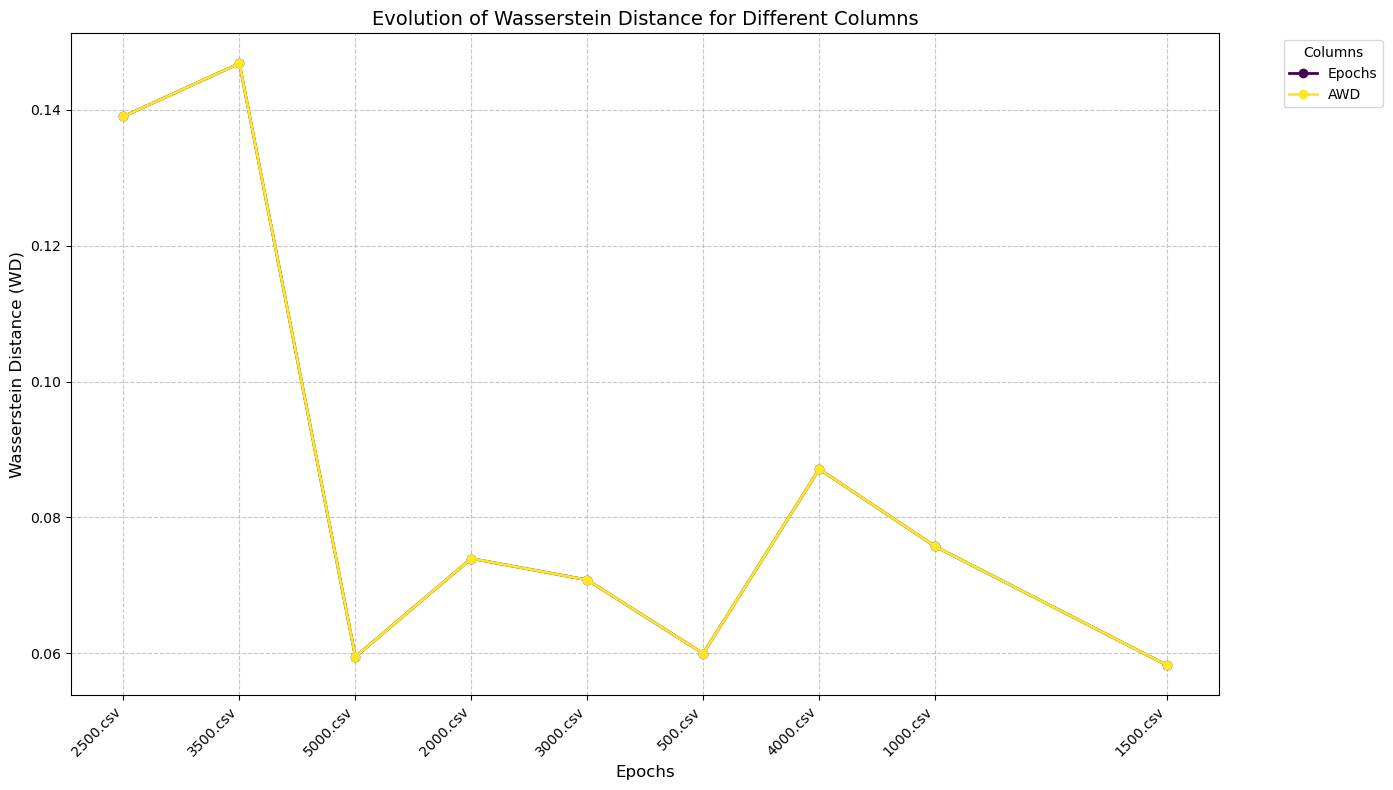 Evolution of Wasserstein Distance for Different Columns
Columns
Epochs
AWD
Wasserstein Distance (WD)
0.14
0.12
0.10
0.08
0.06
2500.csv
3500.csv
5000.csv
2000.csv
3000.csv
500.csv
4000.csv
1000.csv
1500.csv
Epochs